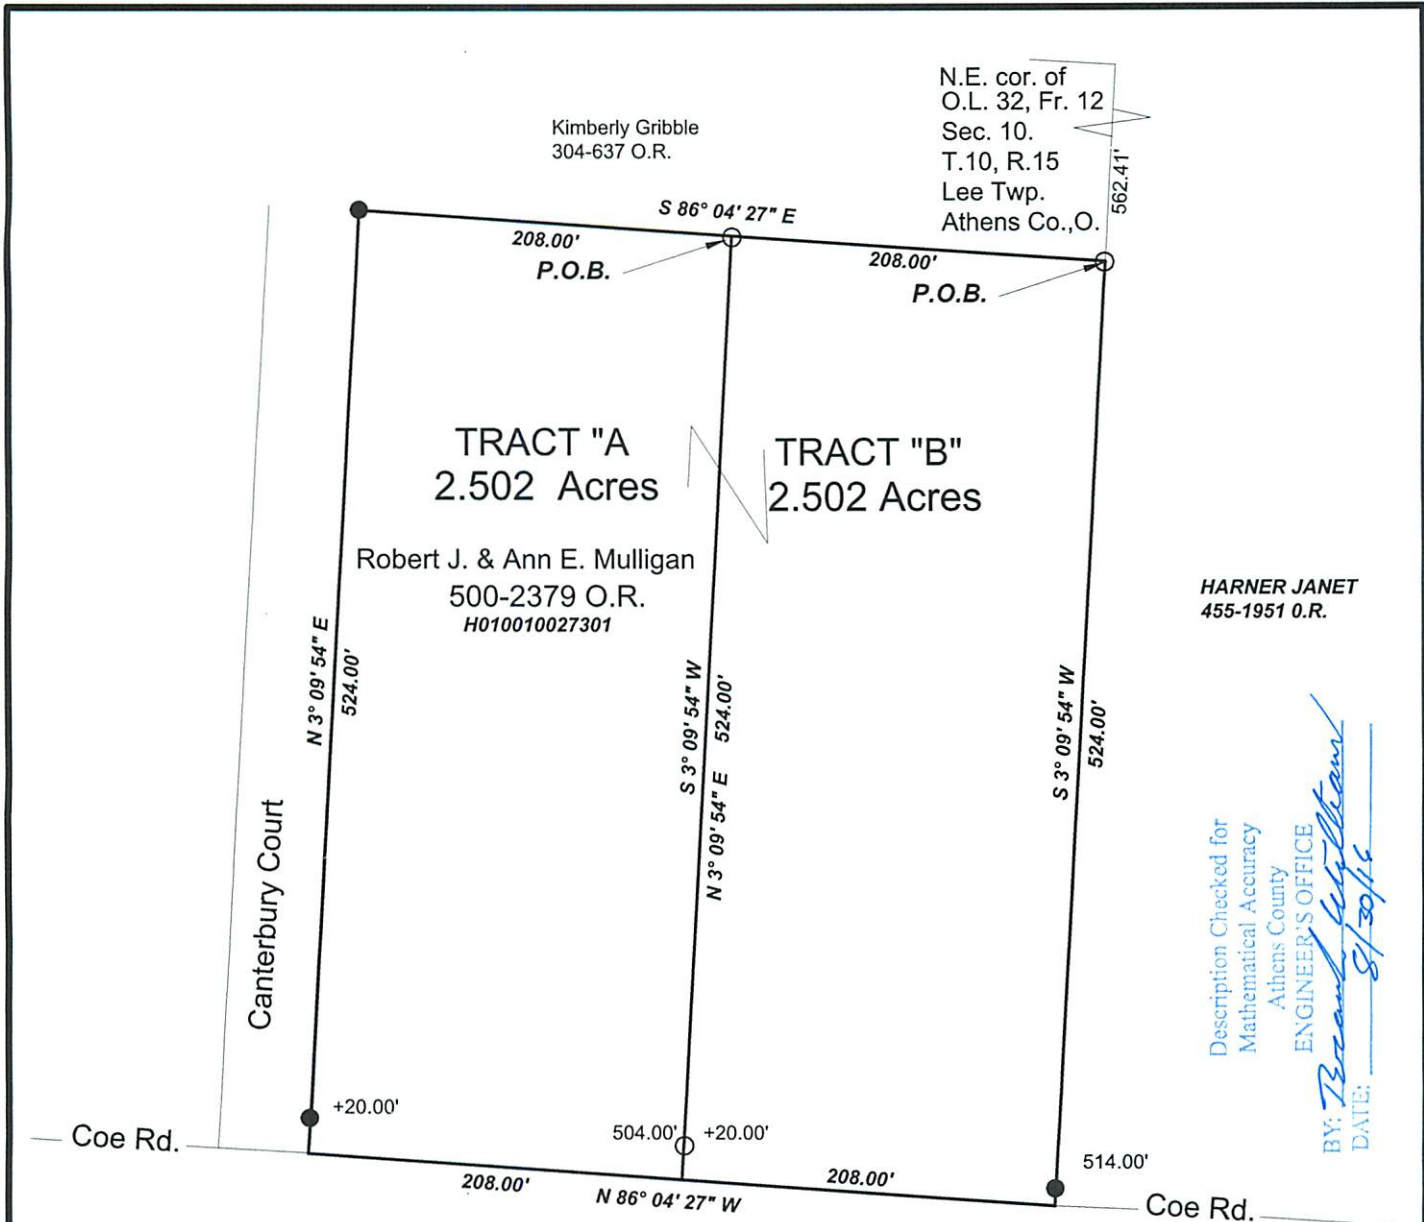 N.E. cor. of
O.L. 32, Fr. 12
Sec. 10.
T.10, R.15
Lee Twp.
Athens Co.,O.
562.41'
Kimberly Gribble
304-637 O.R.
S 86° 04' 27" E
208.00'
P.O.B.
208.00'
P.O.B.
TRACT "A
2.502 Acres
TRACT "B"
2.502 Acres
Robert J. & Ann E. Mulligan
500-2379 O.R.
H010010027301
HARNER JANET
455-1951 0.R.
N 3° 09' 54" E
524.00'
S 3° 09' 54" W
N 3° 09' 54" E 524.00'
S 3° 09' 54" W
524.00'
Canterbury Court
Description Checked for
Mathematical Accuracy
Athens County
ENGINEER'S OFFICE
BY:
DATE: 8/30/16
+20.00'
504.00' +20.00'
514.00'
Coe Rd.
208.00'
N 86° 04' 27" W
208.00'
Coe Rd.